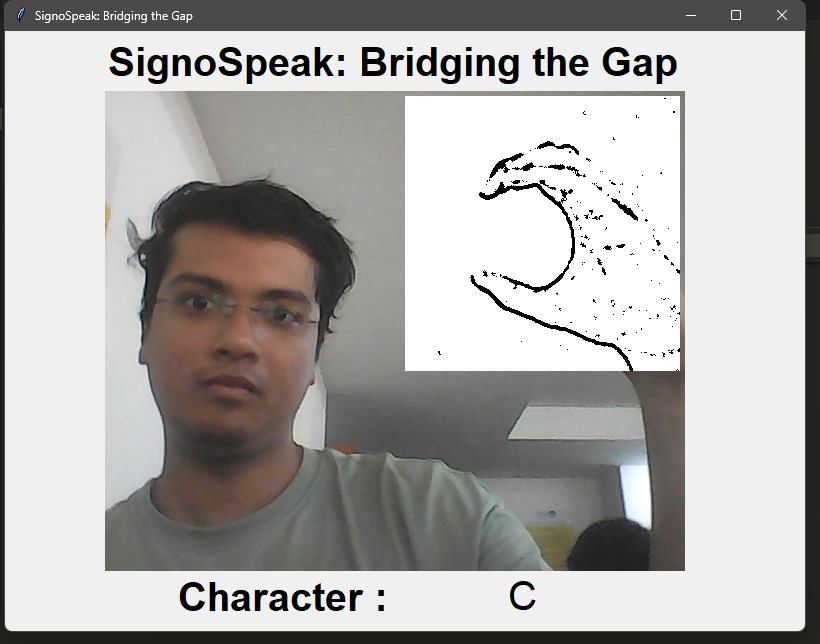 SignoSpeak: Bridging the Gap
SignoSpeak: Bridging the Gap
Character : C